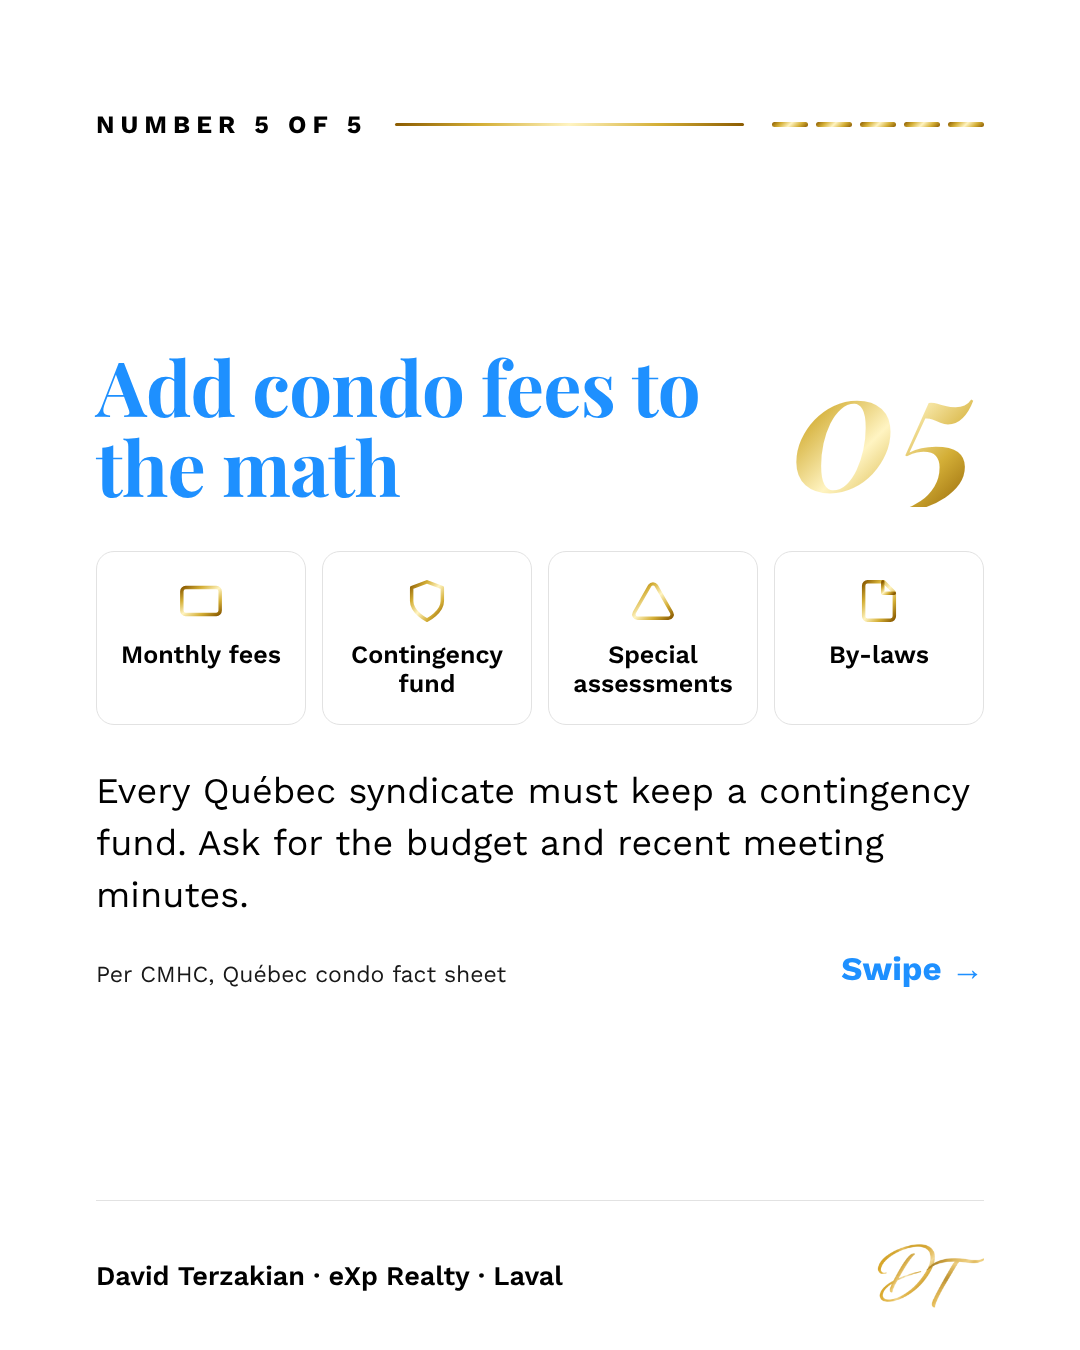 NUMBER 5 OF 5
Add condo fees to
the math
05
Monthly fees
Contingency
fund
Special
assessments
By-laws
Every Québec syndicate must keep a contingency
fund. Ask for the budget and recent meeting
minutes.
Per CMHC, Québec condo fact sheet
Swipe →
David Terzakian · eXp Realty · Laval
DT